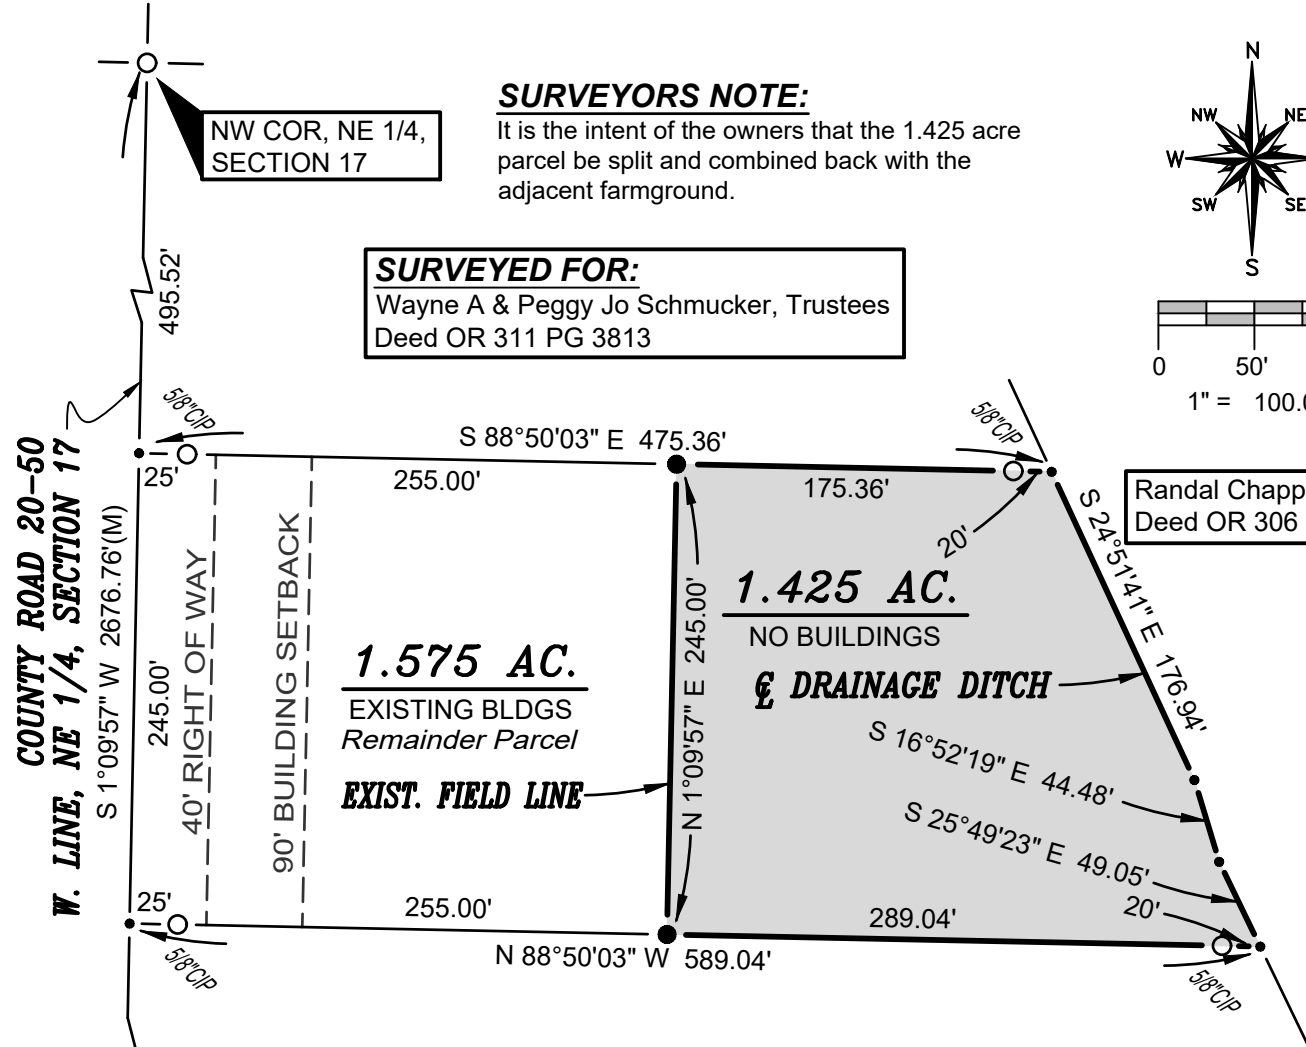 SURVEYORS NOTE:
It is the intent of the owners that the 1.425 acre
parcel be split and combined back with the
adjacent farmground.
NW COR, NE 1/4,
SECTION 17
N
NW
NE
W
SW
SE
S
SURVEYED FOR:
Wayne A & Peggy Jo Schmucker, Trustees
Deed OR 311 PG 3813
495.52'
0
50'
1" =
5/8"CIP
5/8"CIP
S 88°50'03" E 475.36'
25'
255.00'
175.36'
20'
Randal
Deed OR 306
COUNTY ROAD 20-50
W. LINE, NE 1/4, SECTION 17
S 1°09'57" W 2676.76'(M)
245.00'
40' RIGHT OF WAY
90' BUILDING SETBACK
1.575 AC.
EXISTING BLDGS
Remainder Parcel
EXIST. FIELD LINE
N 1°09'57" E 245.00'
1.425 AC.
NO BUILDINGS
℄ DRAINAGE DITCH
S 24°51'41" E 176.94'
S 16°52'19" E 44.48'
S 25°49'23" E 49.05'
25'
255.00'
289.04'
20'
N 88°50'03" W 589.04'
5/8"CIP
5/8"CIP